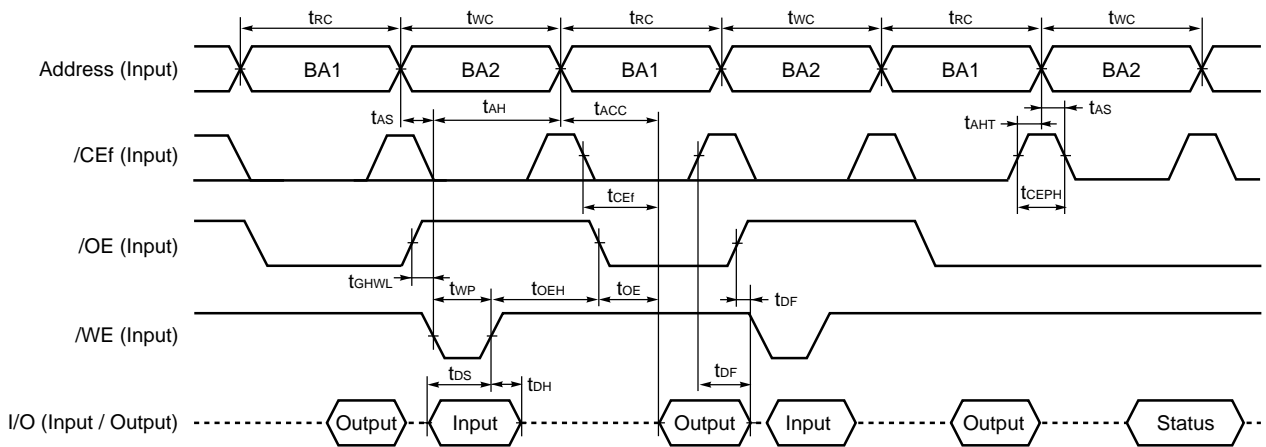 tRC tWC tRC tWC tRC tWC
Address (Input) BA1 BA2 BA1 BA2 BA1 BA2
tAS tAH tACC tAHT tAS
/CEf (Input)
tCEf tCEPH
/OE (Input)
tGHWL tWP tOEH tOE tDF
/WE (Input)
tDS tDH tDF
I/O (Input / Output) Output Input Output Input Output Status